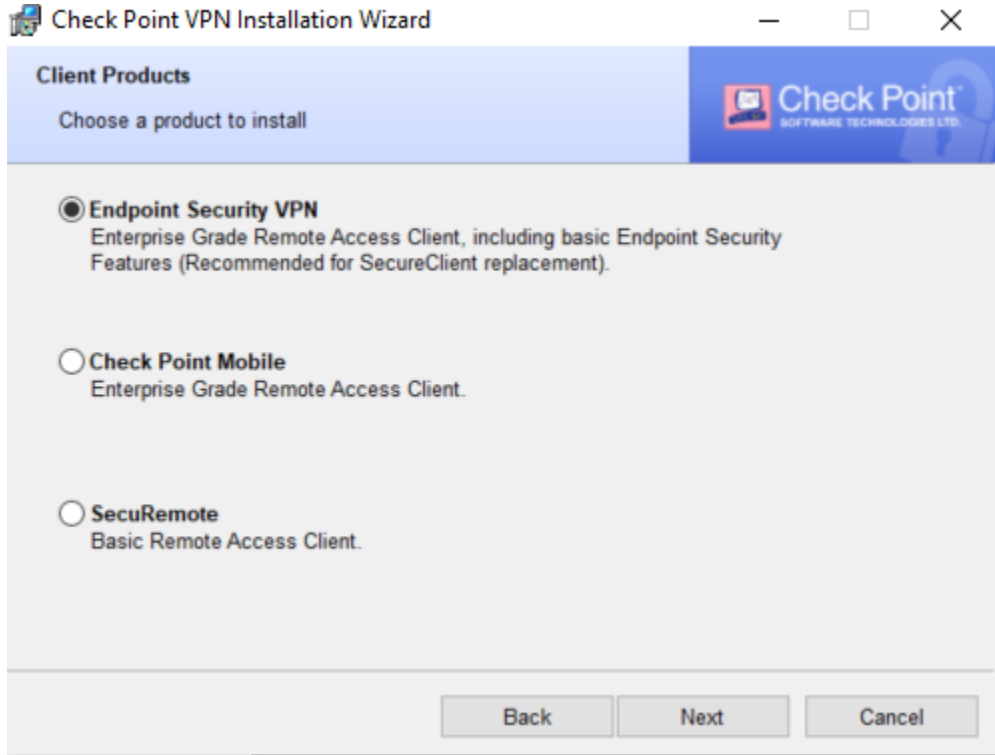 Check Point VPN Installation Wizard
Client Products
Choose a product to install
Check Point™
SOFTWARE TECHNOLOGIES LTD.
Endpoint Security VPN
Enterprise Grade Remote Access Client, including basic Endpoint Security
Features (Recommended for SecureClient replacement).
Check Point Mobile
Enterprise Grade Remote Access Client.
SecuRemote
Basic Remote Access Client.
Back
Next
Cancel